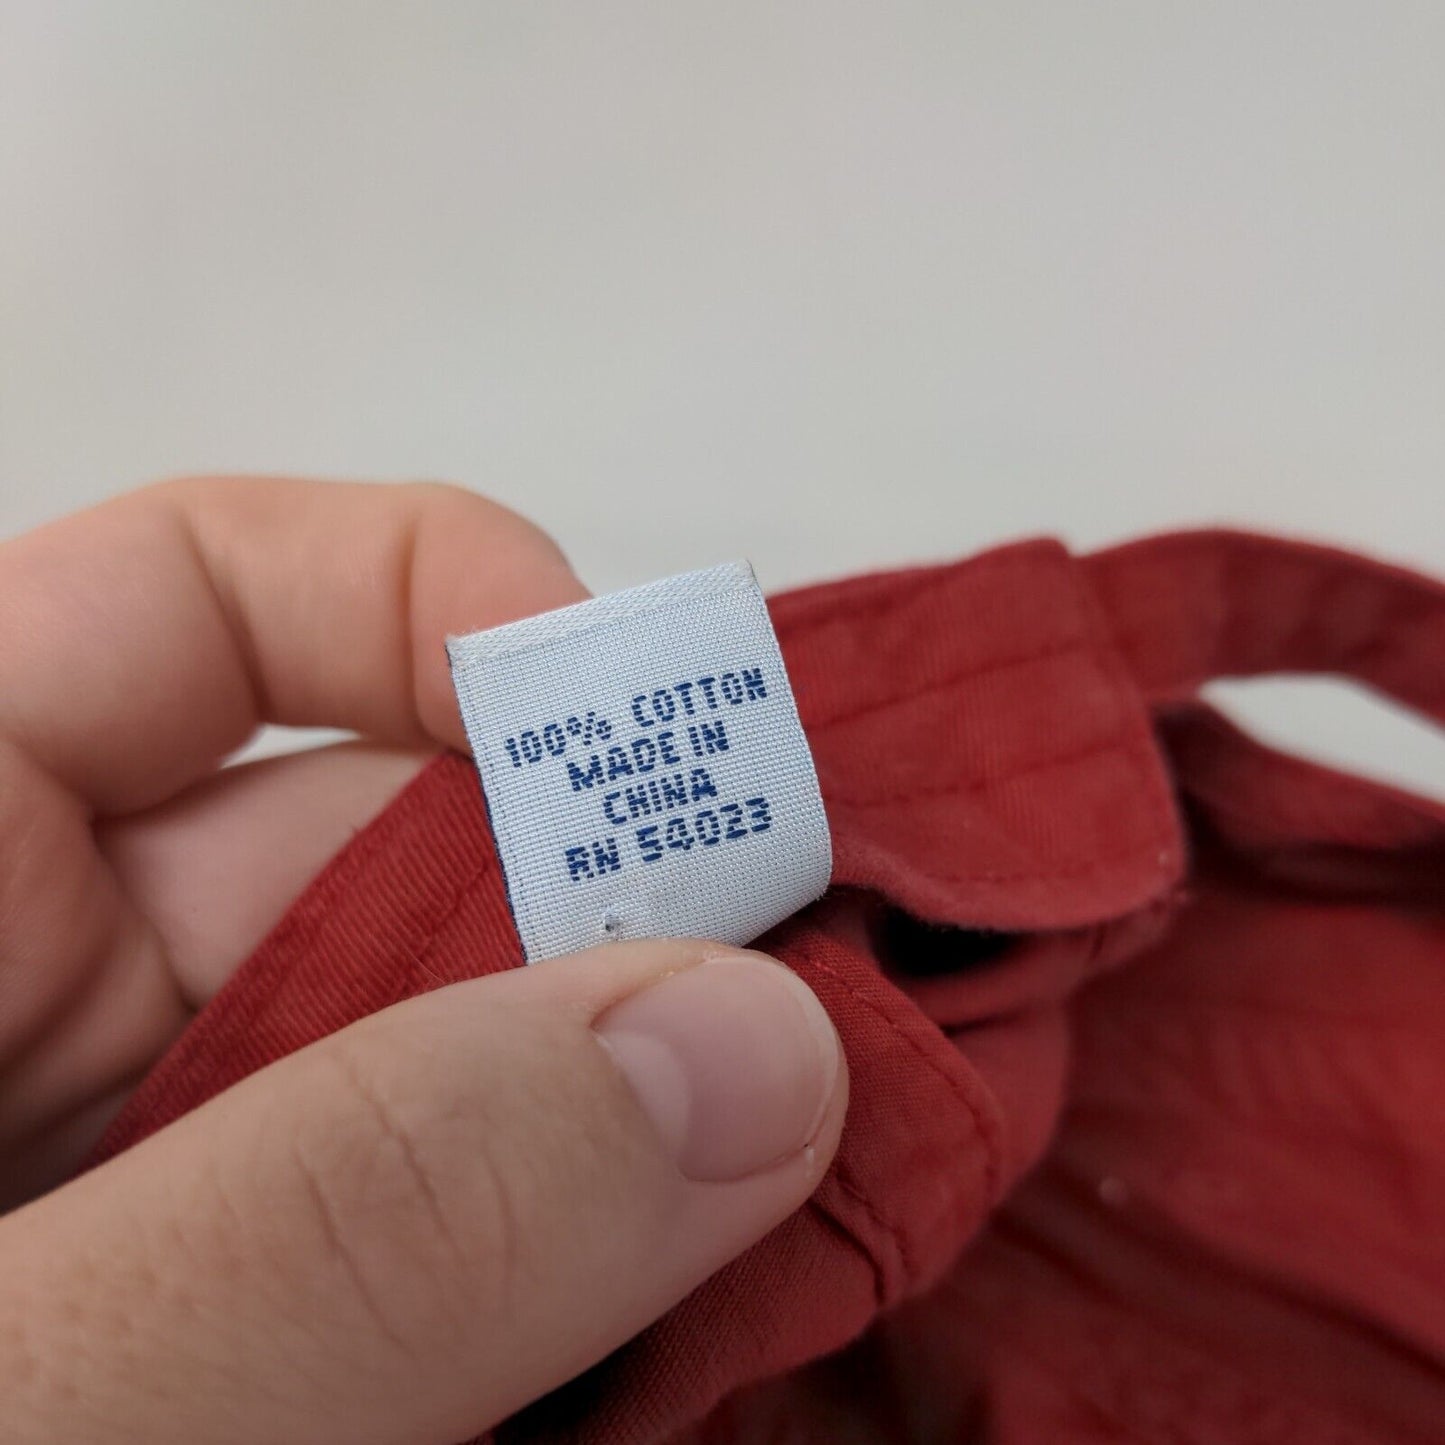 100% COTTON
MADE IN
CHINA
RN 54023